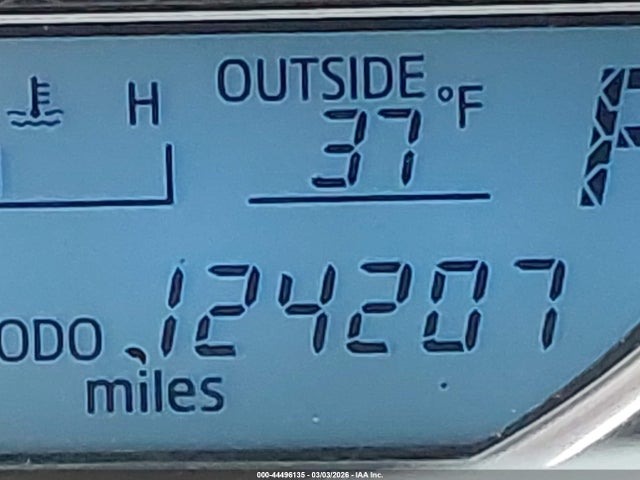 H
OUTSIDE
37 °F
P
ODO 124207
miles
000-44496135 - 03/03/2026 - IAA Inc.